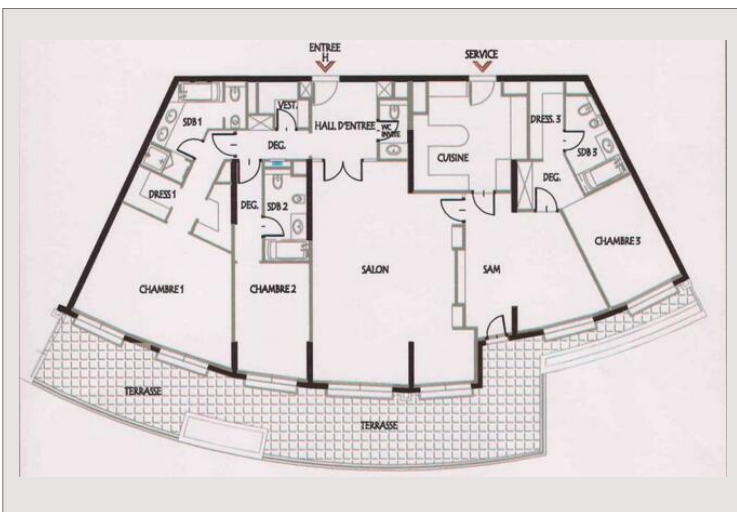 ENTREE
H
SERVICE
SDB 1
VEST.
HALL D'ENTREE
WC
INVITE
DEG.
CUISINE
DRESS. 3
SDB 3
DEG.
DRESS 1
DEG.
SDB 2
CHAMBRE 1
CHAMBRE 2
SALON
SAM
CHAMBRE 3
TERRASSE
TERRASSE